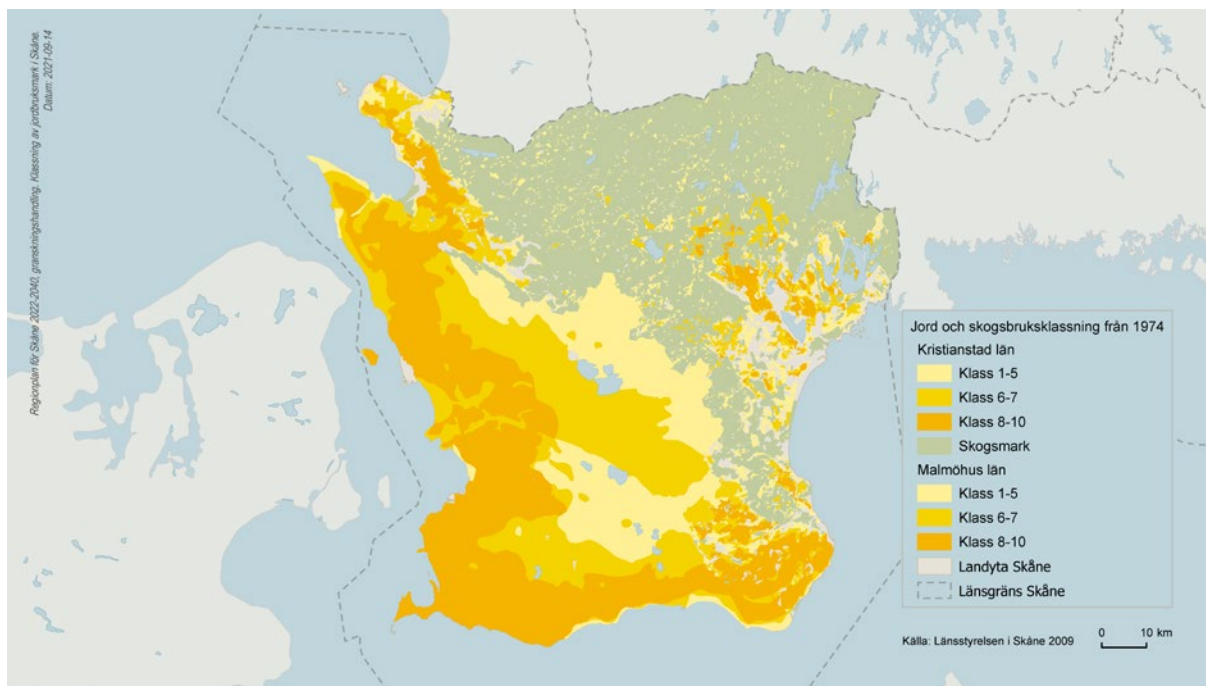 Regionplan för Skåne 2022-2040, granskningshandling. Klassning av jordbruksmark i Skåne.
Datum: 2021-09-14
Jord och skogsbruksklassning från 1974
Kristianstad län
Klass 1-5
Klass 6-7
Klass 8-10
Skogsmark
Malmöhus län
Klass 1-5
Klass 6-7
Klass 8-10
Landyta Skåne
Länsgräns Skåne
Källa: Länsstyrelsen i Skåne 2009
0 10 km